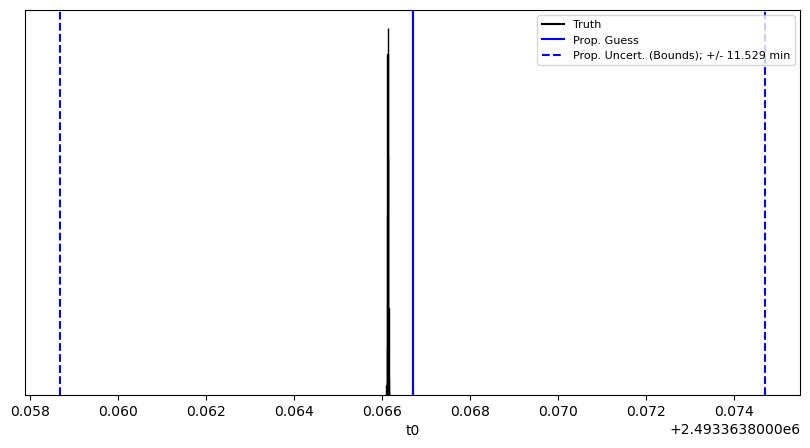 Truth
Prop. Guess
Prop. Uncert. (Bounds); +/- 11.529 min
0.058 0.060 0.062 0.064 0.066 0.068 0.070 0.072 0.074
t0
+2.4933638000e6